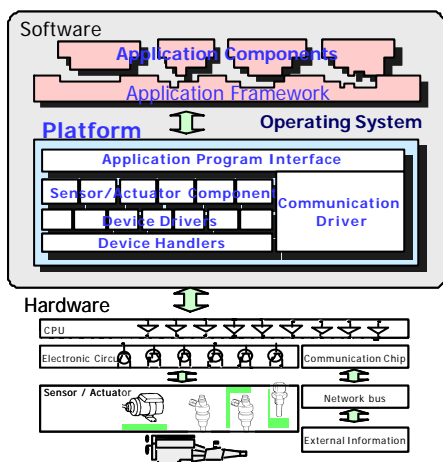 Software
Application Components
Application Framework
Operating System
Platform
Application Program Interface
Sensor/Actuator Component
Communication
Driver
Device Drivers
Device Handlers
Hardware
CPU
Electronic Circu
Communication Chip
Sensor / Actuator
Network bus
External Information